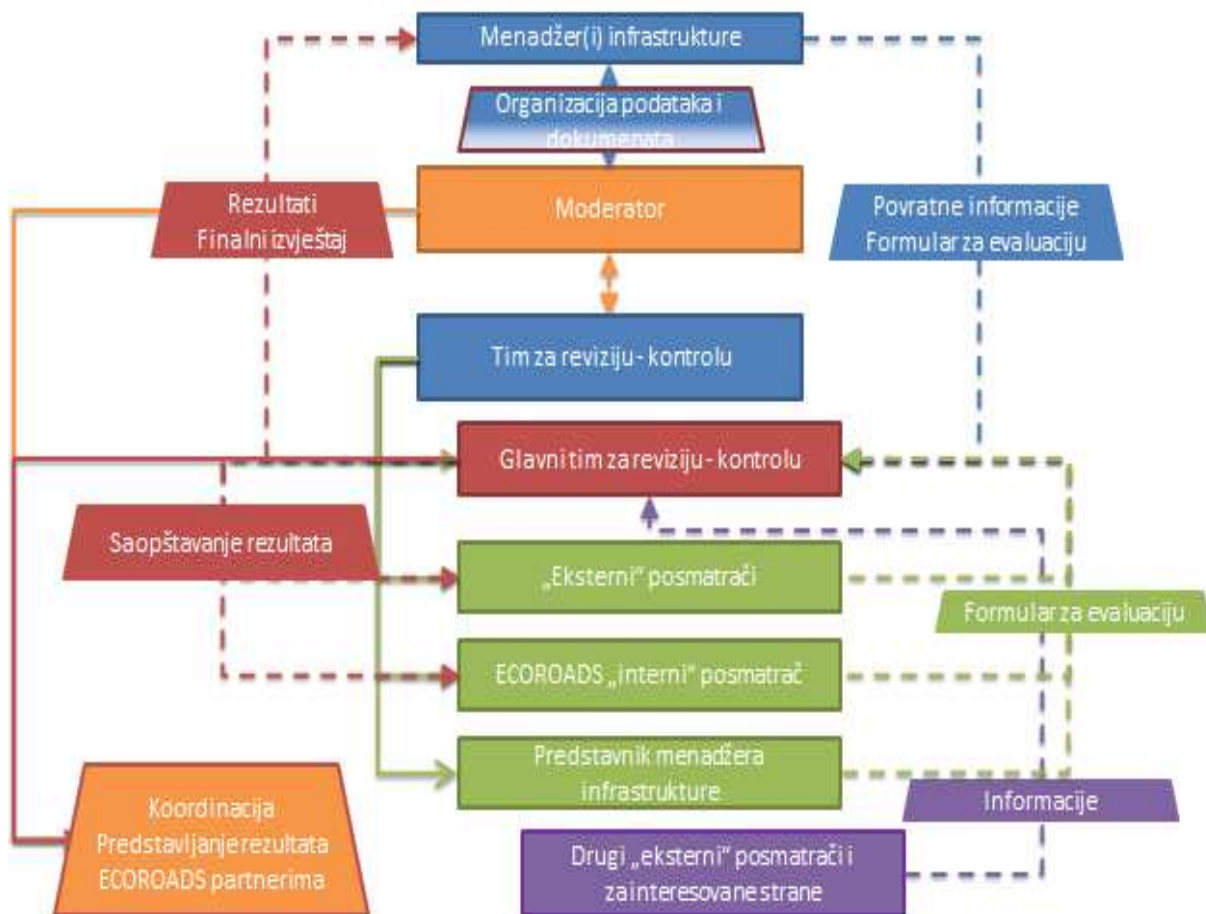 Menadžer(i) infrastrukture
Organizacija podataka i
dokumenata
Rezultati
Finalni izvještaj
Moderator
Povratne informacije
Formular za evaluaciju
Tim za reviziju - kontrolu
Glavni tim za reviziju - kontrolu
Saopštavanje rezultata
„Eksterni“ posmatrači
Formular za evaluaciju
ECOROADS „interni“ posmatrač
Predstavnik menadžera
infrastrukture
Koordinacija
Predstavljanje rezultata
ECOROADS partnerima
Informacije
Drugi „eksterni“ posmatrači i
zainteresovane strane